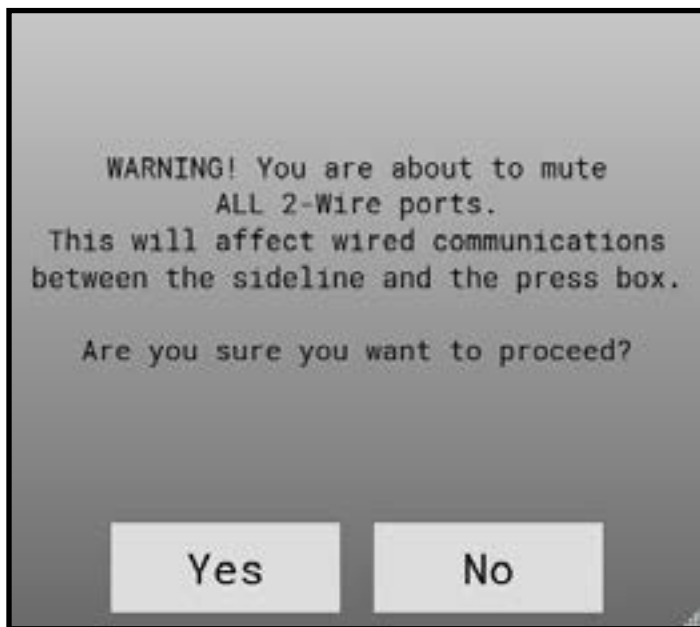 WARNING! You are about to mute
ALL 2-Wire ports.
This will affect wired communications
between the sideline and the press box.
Are you sure you want to proceed?
Yes
No